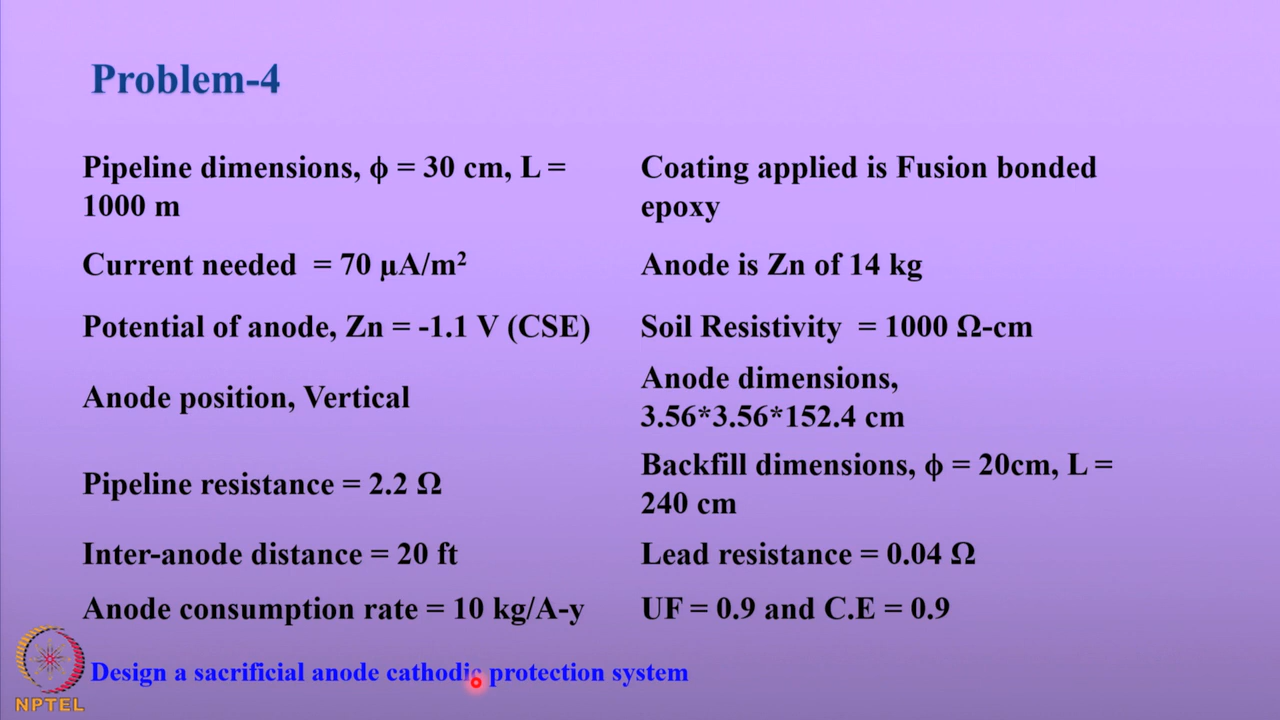 Problem-4
Pipeline dimensions, ϕ = 30 cm, L =
1000 m
Coating applied is Fusion bonded
epoxy
Current needed = 70 µA/m²
Anode is Zn of 14 kg
Potential of anode, Zn = -1.1 V (CSE)
Soil Resistivity = 1000 Ω-cm
Anode position, Vertical
Anode dimensions,
3.56*3.56*152.4 cm
Pipeline resistance = 2.2 Ω
Backfill dimensions, ϕ = 20cm, L =
240 cm
Inter-anode distance = 20 ft
Lead resistance = 0.04 Ω
Anode consumption rate = 10 kg/A-y
UF = 0.9 and C.E = 0.9
Design a sacrificial anode cathodic protection system
NPTEL